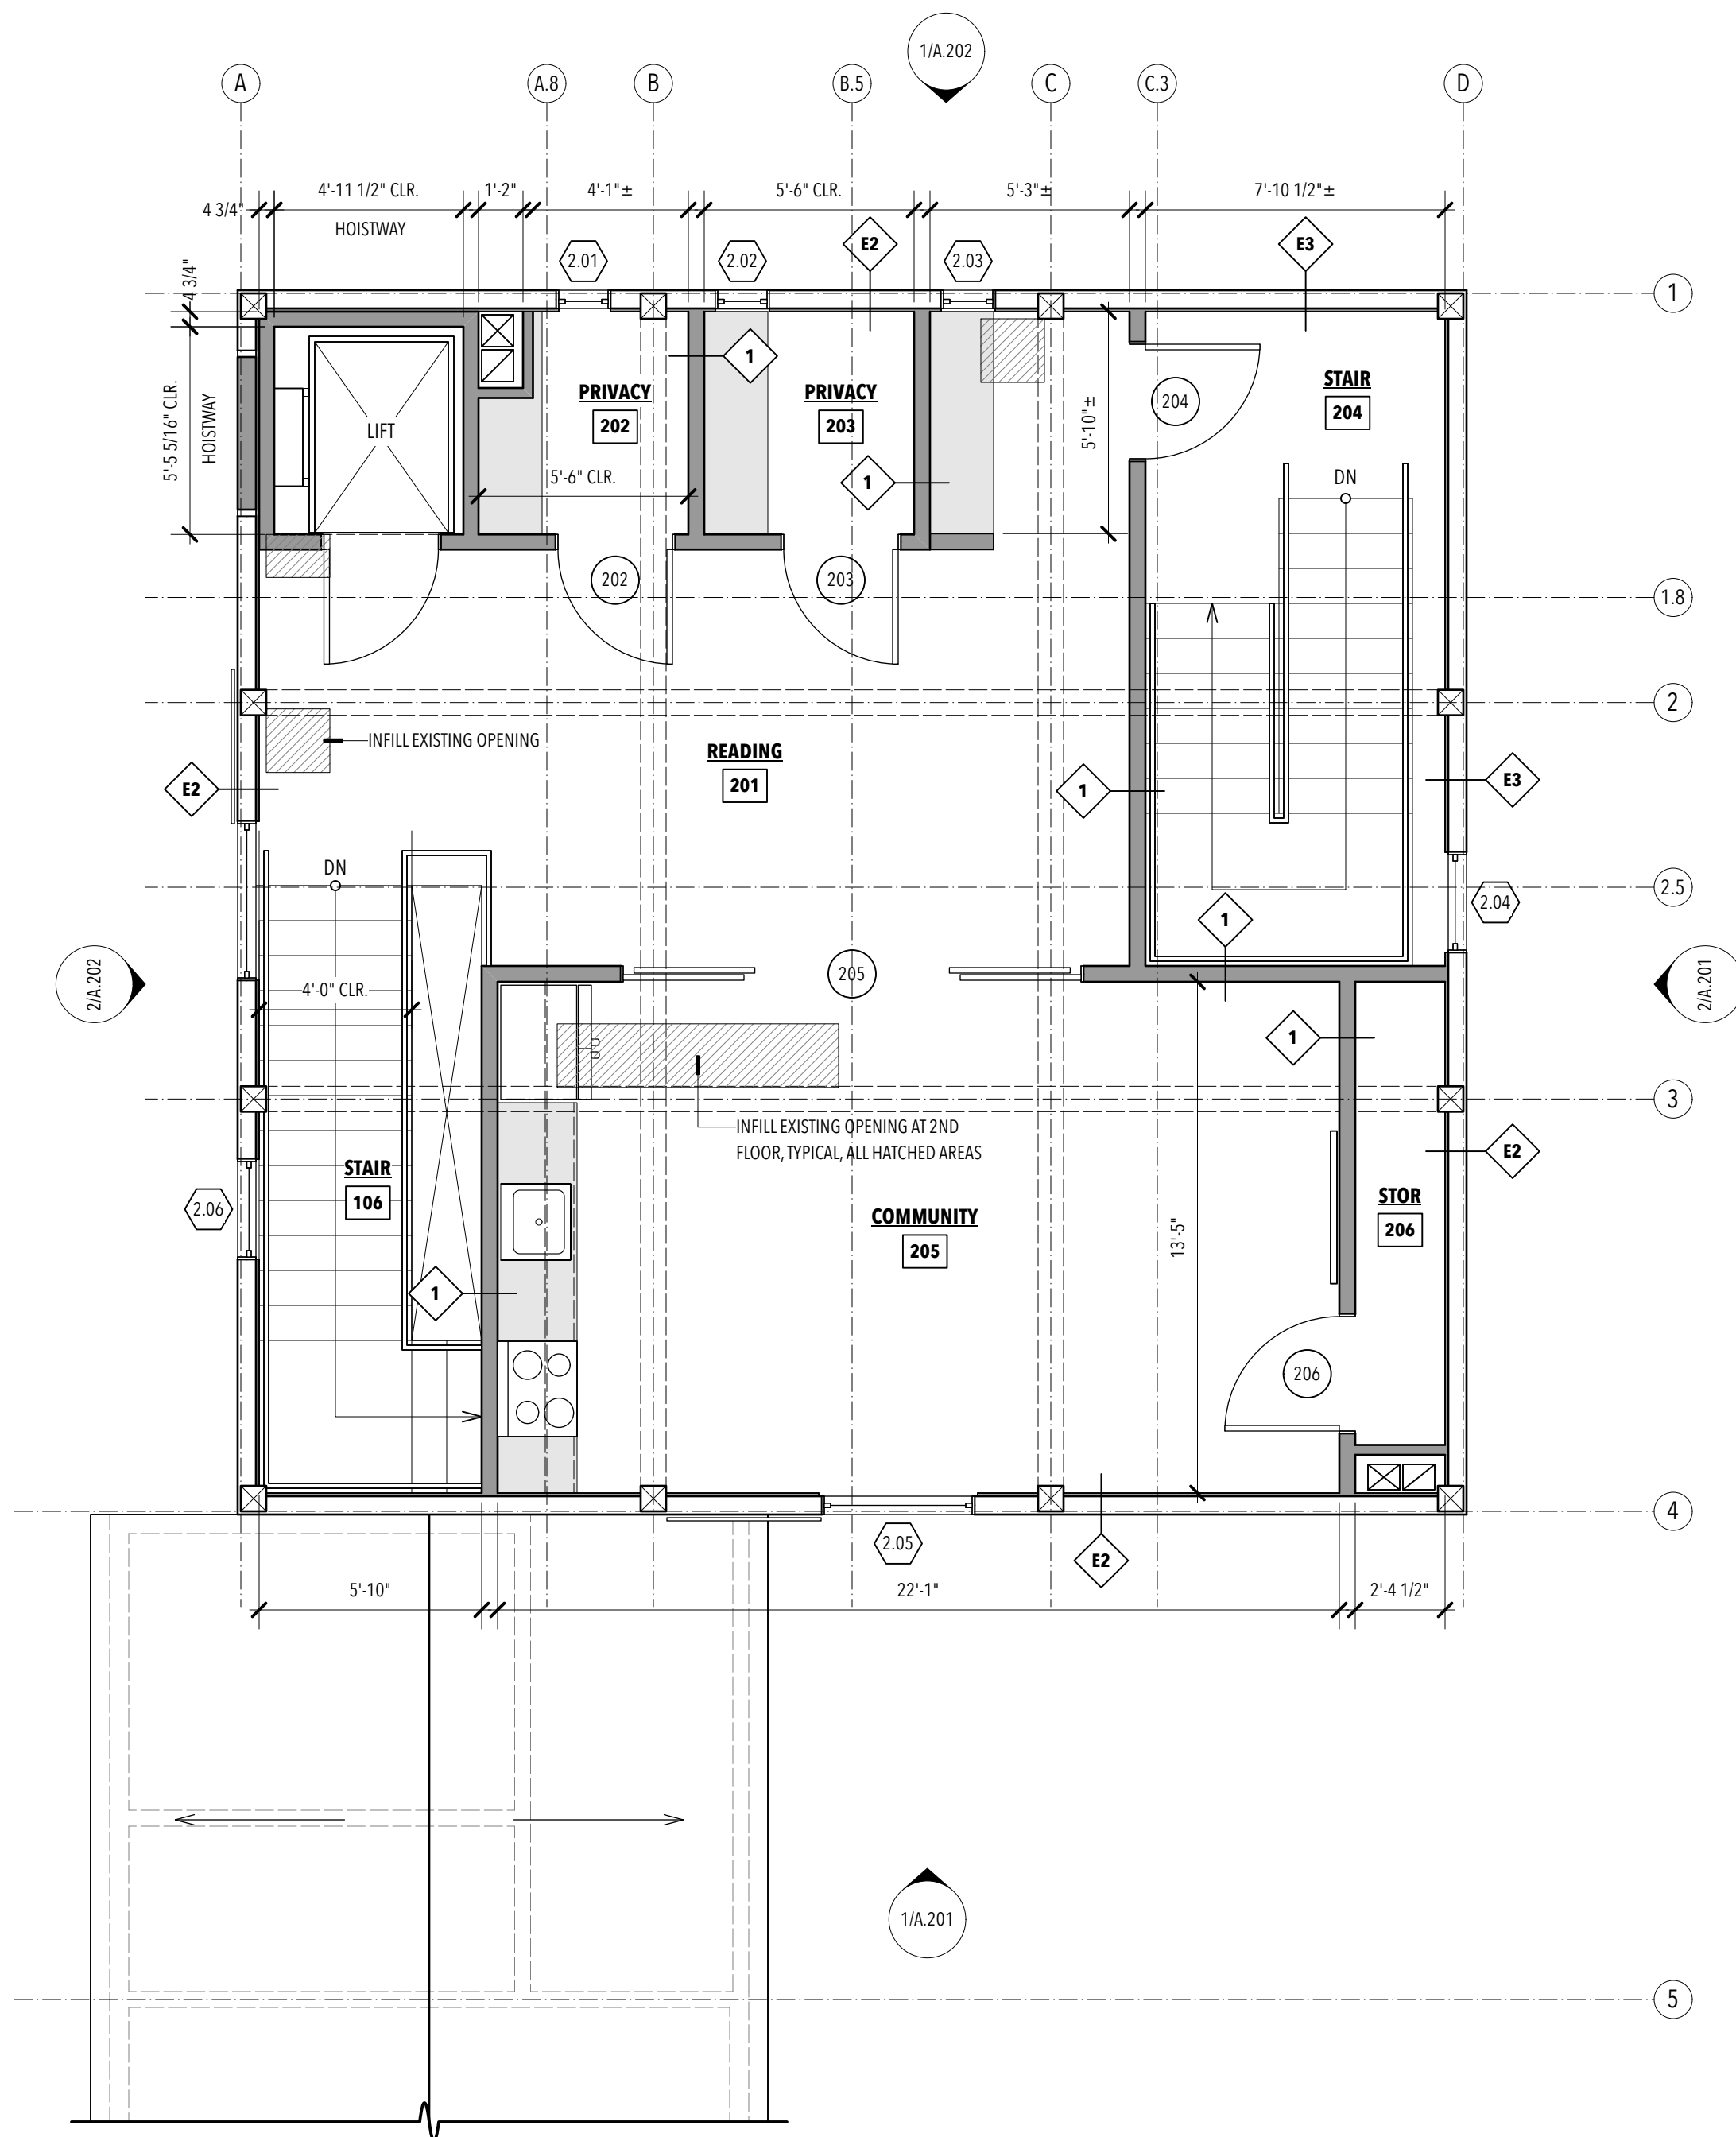 1/A.202
A
A.8
B
B.5
C
C.3
D
4 3/4"
4'-11 1/2" CLR.
HOISTWAY
1'-2"
4'-1"±
5'-6" CLR.
5'-3"±
7'-10 1/2"±
2.01
2.02
E2
2.03
E3
4 3/4"
1
5'-5 5/16" CLR.
HOISTWAY
LIFT
PRIVACY
202
1
PRIVACY
203
5'-10"±
204
STAIR
204
5'-6" CLR.
1
DN
202
203
1.8
2
INFILL EXISTING OPENING
READING
201
E2
1
E3
DN
2.5
2.04
1
2/A.202
4'-0" CLR.
205
2/A.201
1
3
INFILL EXISTING OPENING AT 2ND
FLOOR, TYPICAL, ALL HATCHED AREAS
E2
STAIR
106
2.06
COMMUNITY
205
13'-5"
STOR
206
1
206
4
2.05
E2
5'-10"
22'-1"
2'-4 1/2"
1/A.201
5